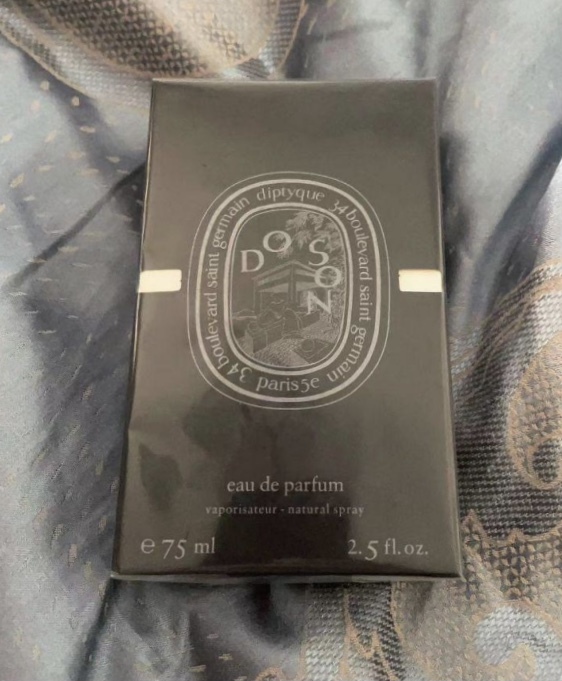 diptyque 34 boulevard saint germain paris 5e 34 boulevard saint germain
DO SON
eau de parfum
vaporisateur - natural spray
e 75 ml 2.5 fl.oz.